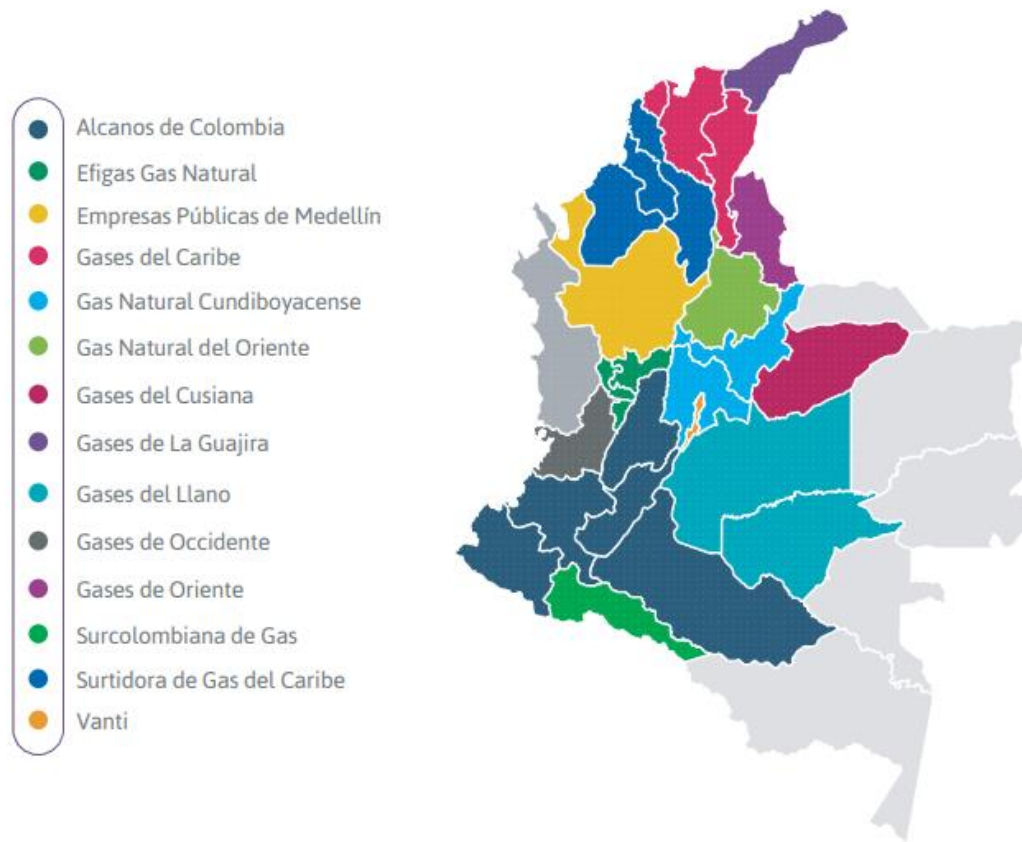 Alcanos de Colombia
Efigas Gas Natural
Empresas Públicas de Medellín
Gases del Caribe
Gas Natural Cundiboyacense
Gas Natural del Oriente
Gases del Cusiana
Gases de La Guajira
Gases del Llano
Gases de Occidente
Gases de Oriente
Surcolombiana de Gas
Surtidora de Gas del Caribe
Vanti